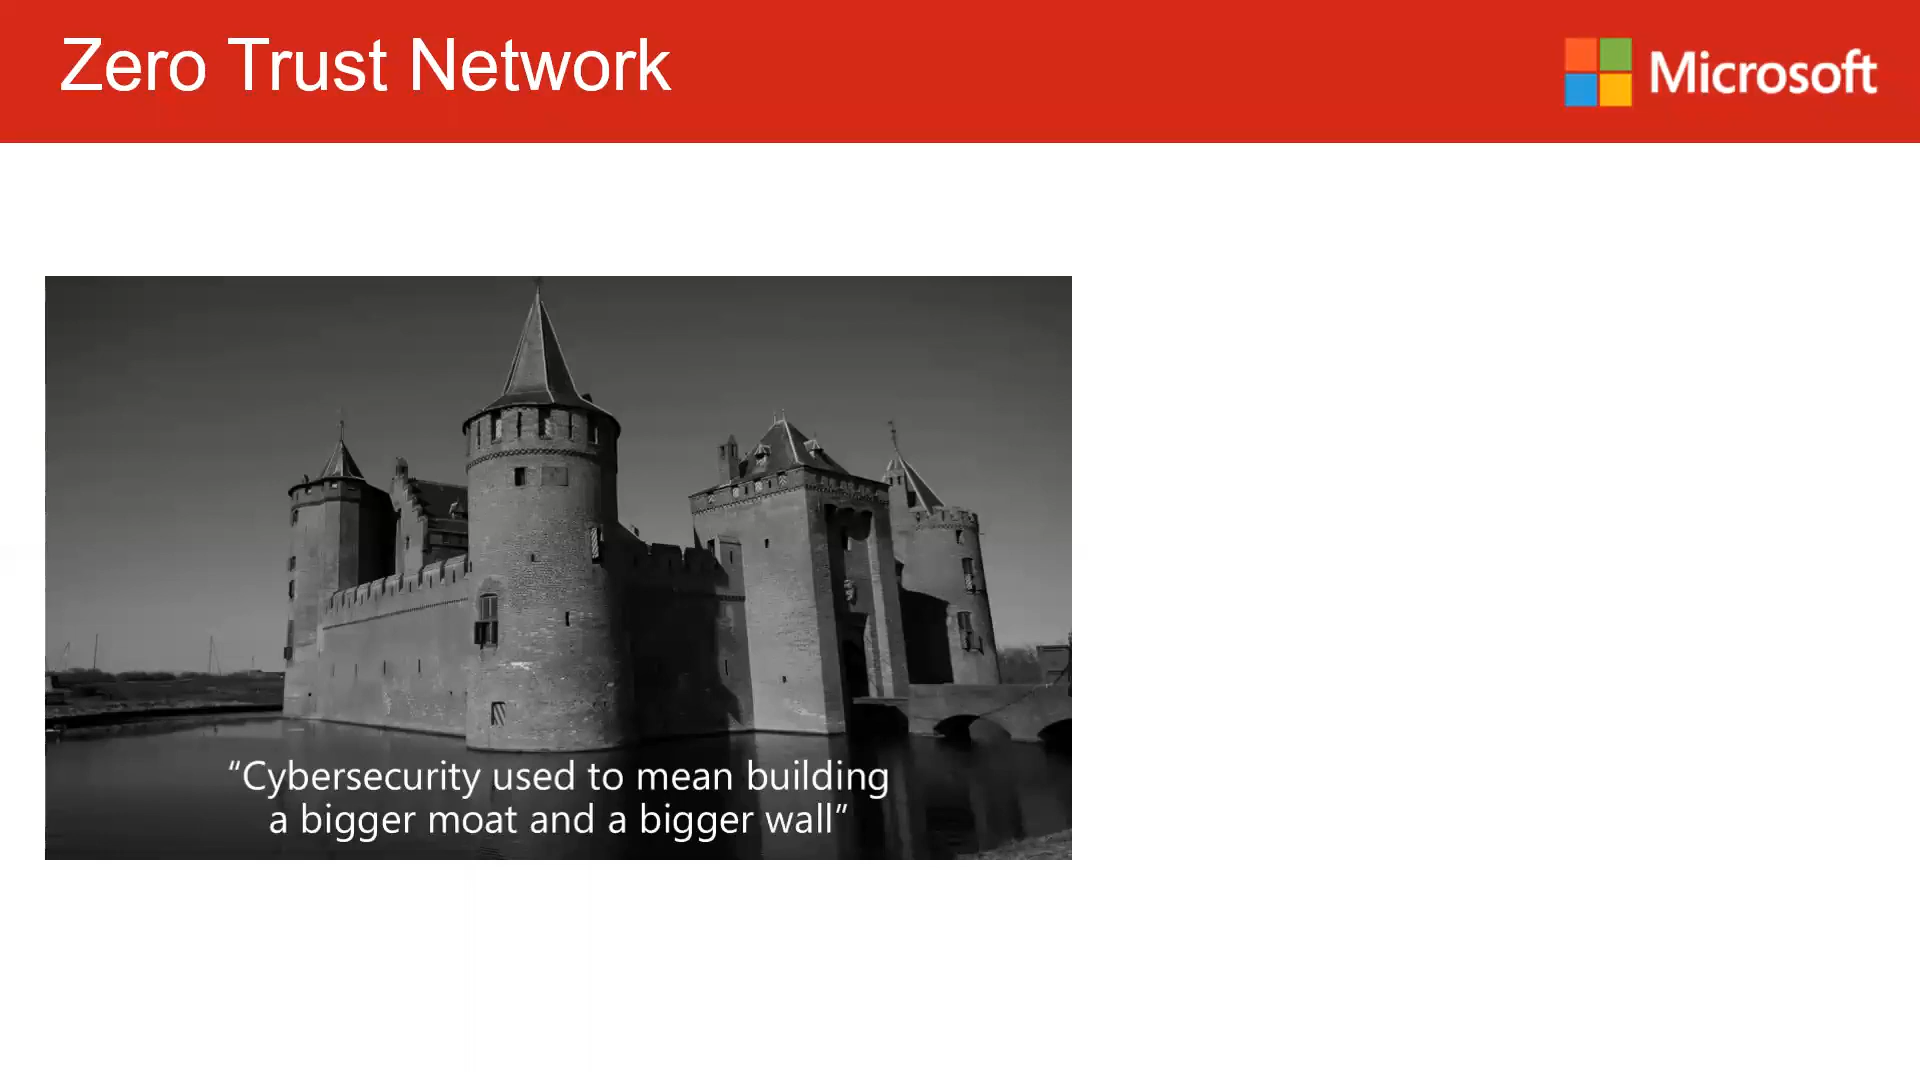 Zero Trust Network
Microsoft
“Cybersecurity used to mean building
a bigger moat and a bigger wall”